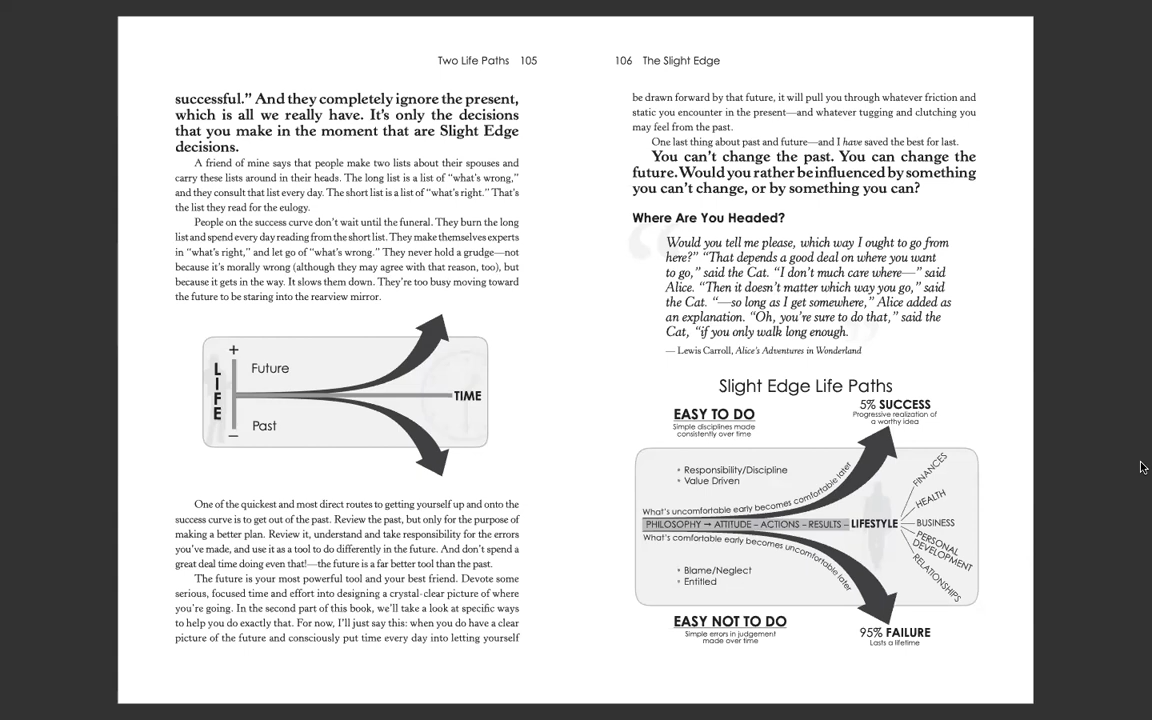 Two Life Paths 105
successful.” And they completely ignore the present,
which is all we really have. It’s only the decisions
that you make in the moment that are Slight Edge
decisions.
A friend of mine says that people make two lists about their spouses and
carry these lists around in their heads. The long list is a list of “what’s wrong,”
and they consult that list every day. The short list is a list of “what’s right.” That’s
the list they read for the eulogy.
People on the success curve don’t wait until the funeral. They burn the long
list and spend every day reading from the short list. They make themselves experts
in “what’s right,” and let go of “what’s wrong.” They never hold a grudge—not
because it’s morally wrong (although they may agree with that reason, too), but
because it gets in the way. It slows them down. They’re too busy moving toward
the future to be staring into the rearview mirror.
+
Future
LIFE
TIME
Past
–
One of the quickest and most direct routes to getting yourself up and onto the
success curve is to get out of the past. Review the past, but only for the purpose of
making a better plan. Review it, understand and take responsibility for the errors
you’ve made, and use it as a tool to do differently in the future. And don’t spend a
great deal time doing even that!—the future is a far better tool than the past.
The future is your most powerful tool and your best friend. Devote some
serious, focused time and effort into designing a crystal-clear picture of where
you’re going. In the second part of this book, we’ll take a look at specific ways
to help you do exactly that. For now, I’ll just say this: when you do have a clear
picture of the future and consciously put time every day into letting yourself
106 The Slight Edge
be drawn forward by that future, it will pull you through whatever friction and
static you encounter in the present—and whatever tugging and clutching you
may feel from the past.
One last thing about past and future—and I have saved the best for last.
You can’t change the past. You can change the
future. Would you rather be influenced by something
you can’t change, or by something you can?
Where Are You Headed?
Would you tell me please, which way I ought to go from
here?” “That depends a good deal on where you want
to go,” said the Cat. “I don’t much care where—” said
Alice. “Then it doesn’t matter which way you go,” said
the Cat. “—so long as I get somewhere,” Alice added as
an explanation. “Oh, you’re sure to do that,” said the
Cat, “if you only walk long enough.
— Lewis Carroll, Alice’s Adventures in Wonderland
Slight Edge Life Paths
EASY TO DO
Simple disciplines made
consistently over time
5% SUCCESS
Progressive realization of
a worthy idea
• Responsibility/Discipline
• Value Driven
What’s uncomfortable early becomes comfortable later
PHILOSOPHY → ATTITUDE – ACTIONS – RESULTS – LIFESTYLE
What’s comfortable early becomes uncomfortable later
FINANCES
HEALTH
BUSINESS
PERSONAL
DEVELOPMENT
RELATIONSHIPS
• Blame/Neglect
• Entitled
EASY NOT TO DO
Simple errors in judgement
made over time
95% FAILURE
Lasts a lifetime